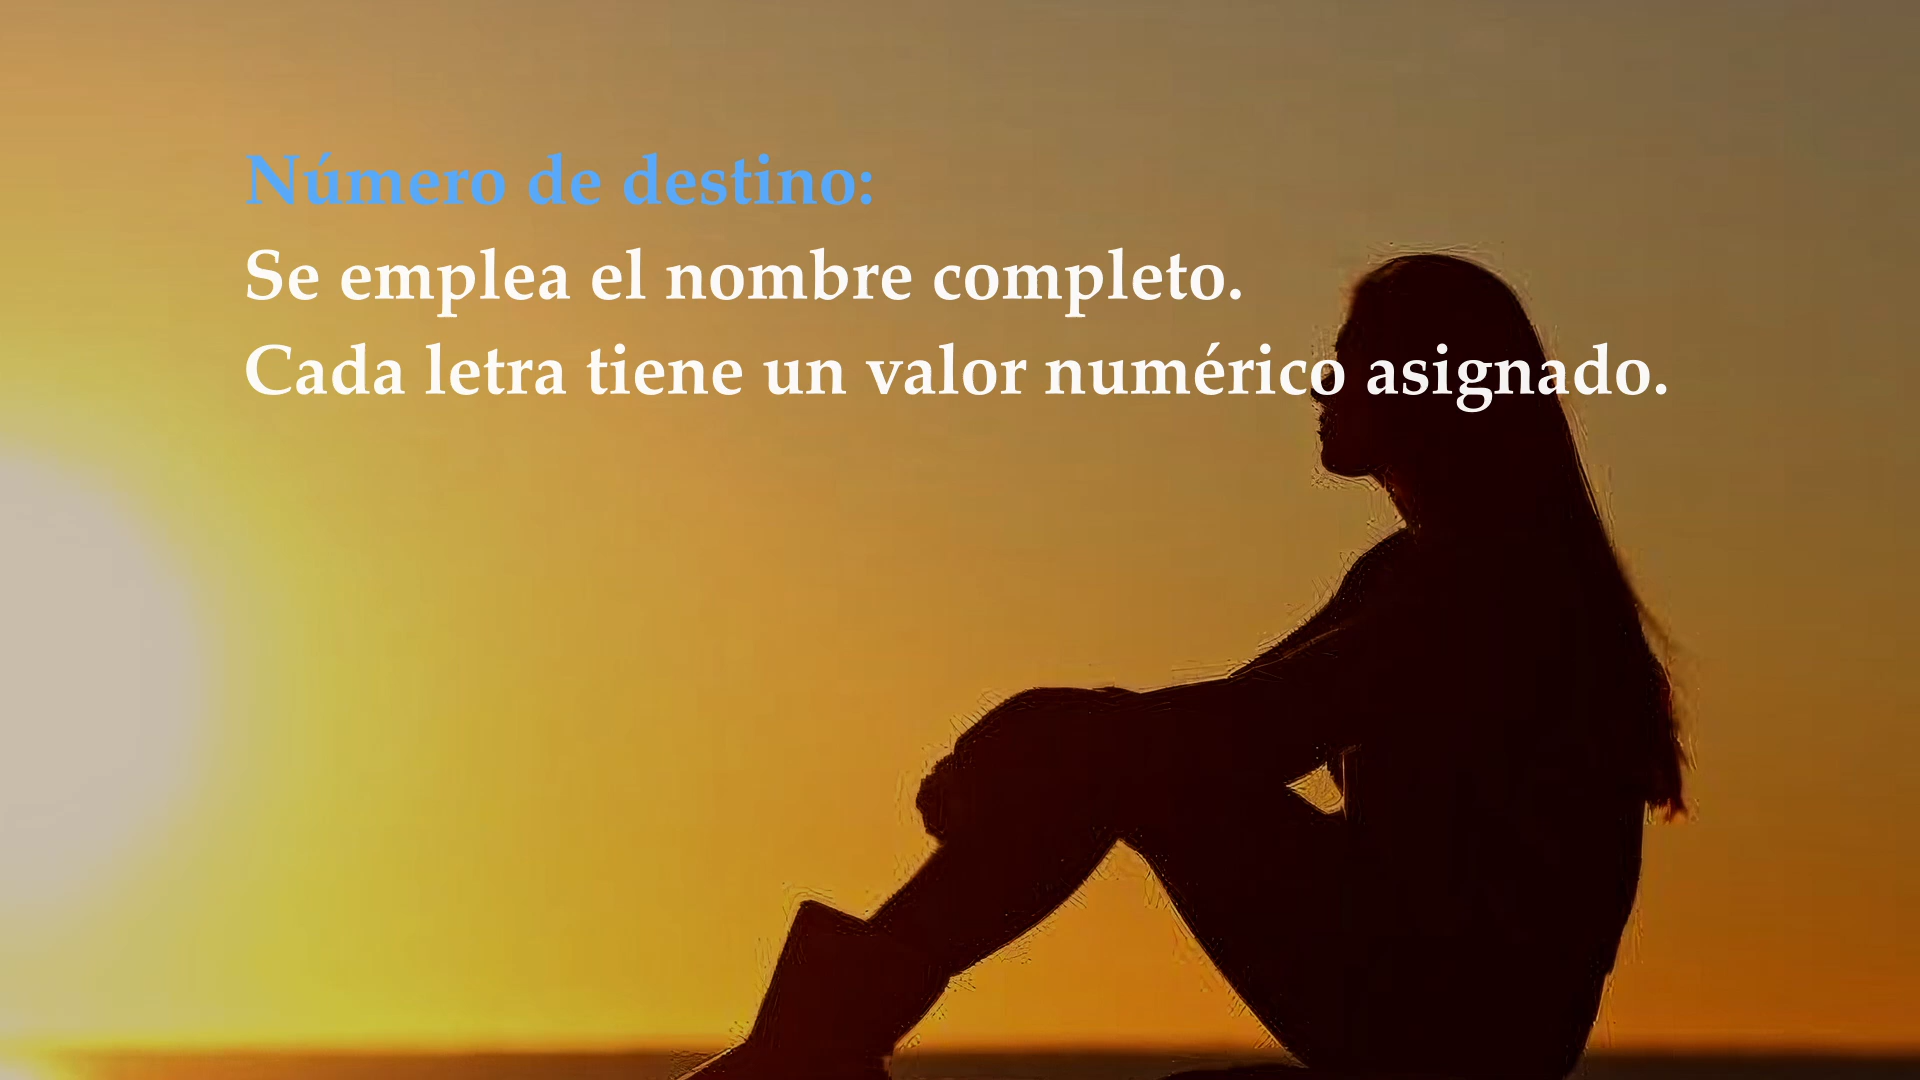 Número de destino:
Se emplea el nombre completo.
Cada letra tiene un valor numérico asignado.